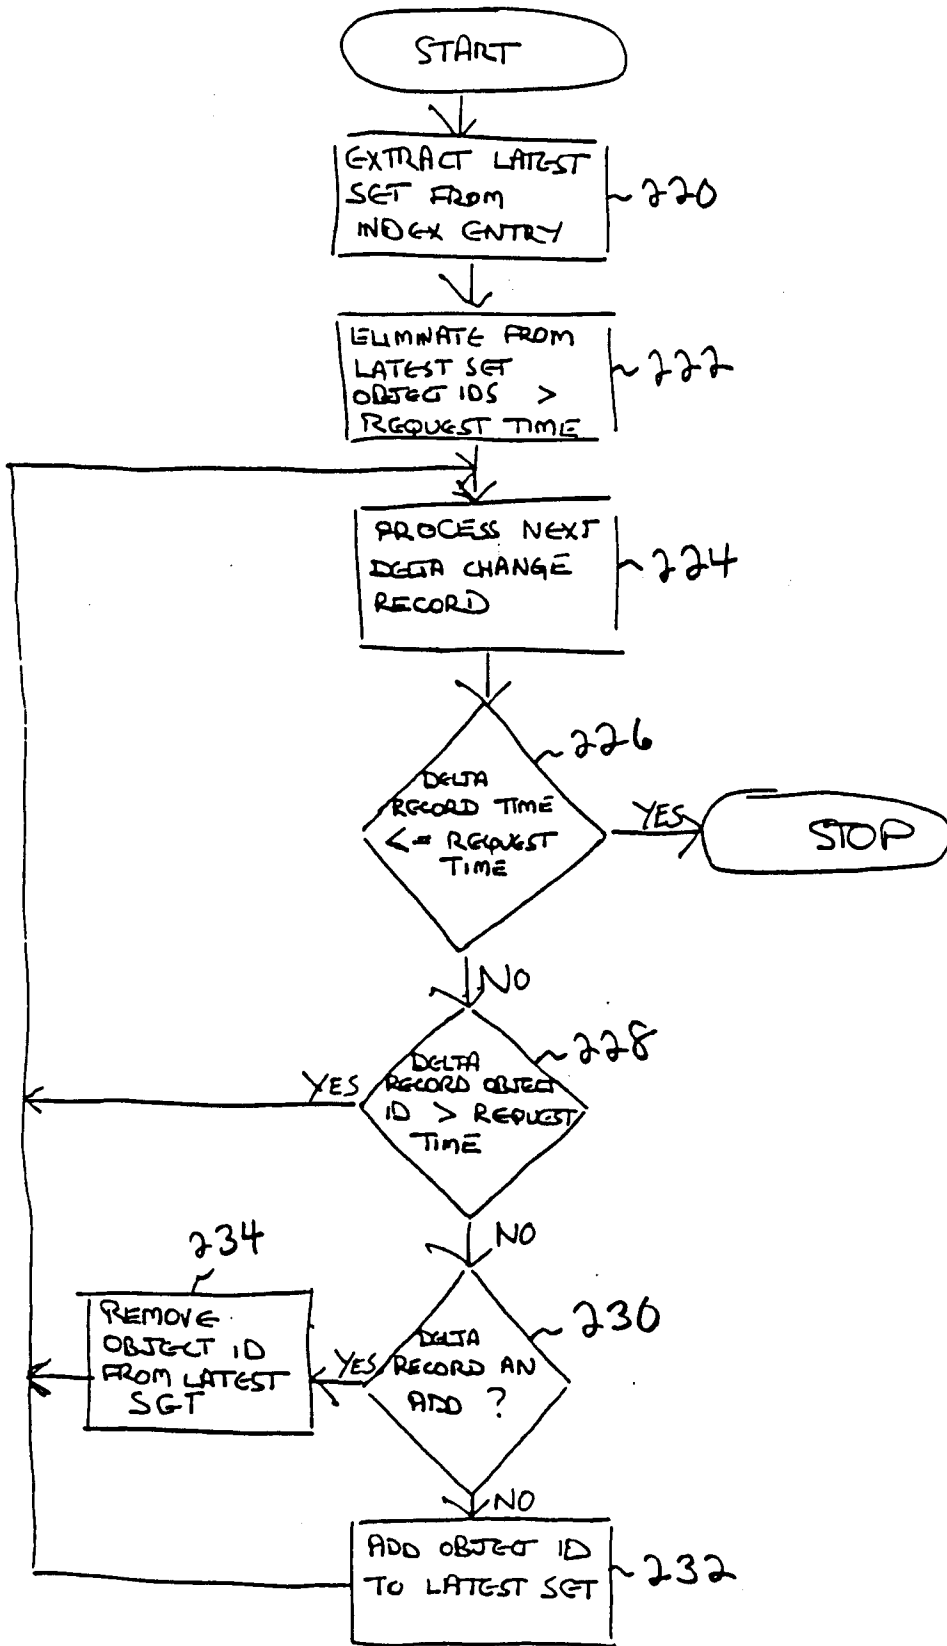 START
EXTRACT LATEST
SET FROM
INDEX ENTRY
220
ELIMINATE FROM
LATEST SET
OBJECT IDS >
REQUEST TIME
222
PROCESS NEXT
DELTA CHANGE
RECORD
224
226
DELTA
RECORD TIME
<= REQUEST
TIME
YES
STOP
NO
228
DELTA
RECORD OBJECT
ID > REQUEST
TIME
YES
NO
234
REMOVE
OBJECT ID
FROM LATEST
SET
YES
230
DELTA
RECORD AN
ADD ?
NO
ADD OBJECT ID
TO LATEST SET
232